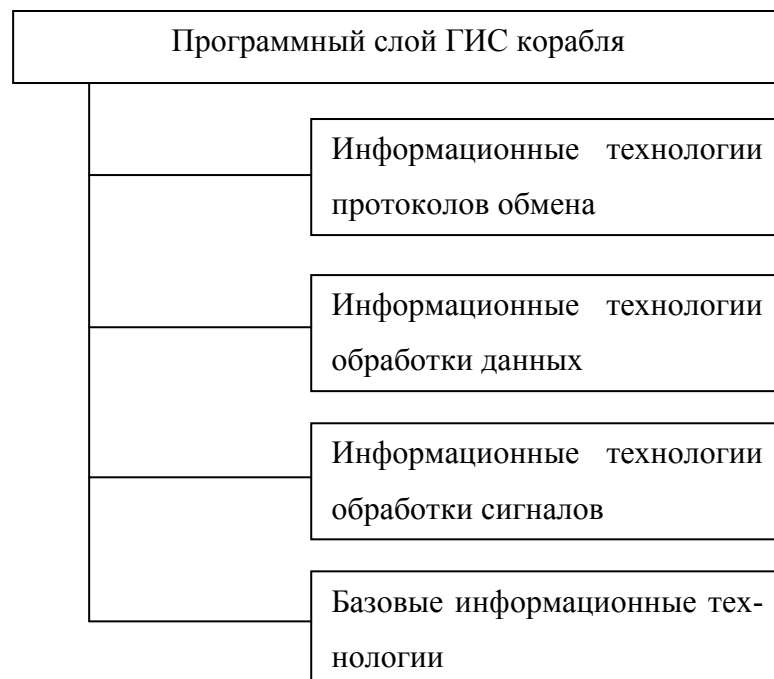 Программный слой ГИС корабля
Информационные технологии
протоколов обмена
Информационные технологии
обработки данных
Информационные технологии
обработки сигналов
Базовые информационные тех-
нологии